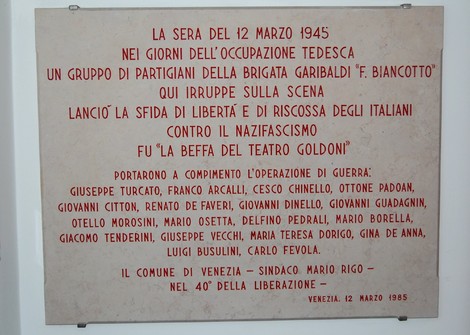 LA SERA DEL 12 MARZO 1945
NEI GIORNI DELL'OCCUPAZIONE TEDESCA
UN GRUPPO DI PARTIGIANI DELLA BRIGATA GARIBALDI "F. BIANCOTTO"
QUI IRRUPPE SULLA SCENA
LANCIO' LA SFIDA DI LIBERTA' E DI RISCOSSA DEGLI ITALIANI
CONTRO IL NAZIFASCISMO
FU "LA BEFFA DEL TEATRO GOLDONI"
PORTARONO A COMPIMENTO L'OPERAZIONE DI GUERRA:
GIUSEPPE TURCATO, FRANCO ARCALLI, CESCO CHINELLO, OTTONE PADOAN,
GIOVANNI CITTON, RENATO DE FAVERI, GIOVANNI DINELLO, GIOVANNI GUADAGNIN,
OTELLO MOROSINI, MARIO OSETTA, DELFINO PEDRALI, MARIO BORELLA,
GIACOMO TENDERINI, GIUSEPPE VECCHI, MARIA TERESA DORIGO, GINA DE ANNA,
LUIGI BUSULINI, CARLO FEVOLA.
IL COMUNE DI VENEZIA - SINDACO MARIO RIGO -
NEL 40° DELLA LIBERAZIONE -
VENEZIA, 12 MARZO 1985